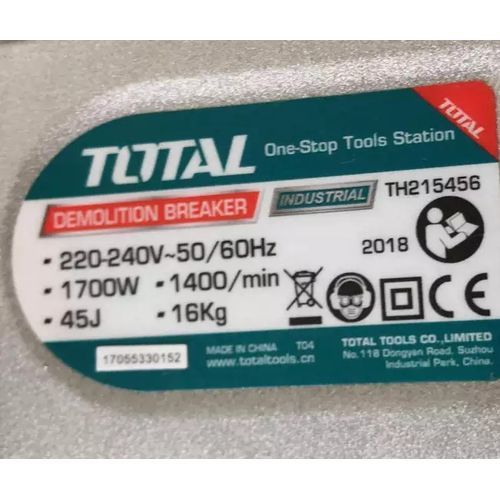 TOTAL
One-Stop Tools Station
TOTAL
DEMOLITION BREAKER
INDUSTRIAL
TH215456
• 220-240V~50/60Hz
2018
• 1700W • 1400/min
• 45J • 16Kg
17055330152
MADE IN CHINA T04
www.totaltools.cn
TOTAL TOOLS CO.,LIMITED
No.118 Dongyan Road, Suzhou
Industrial Park, China.